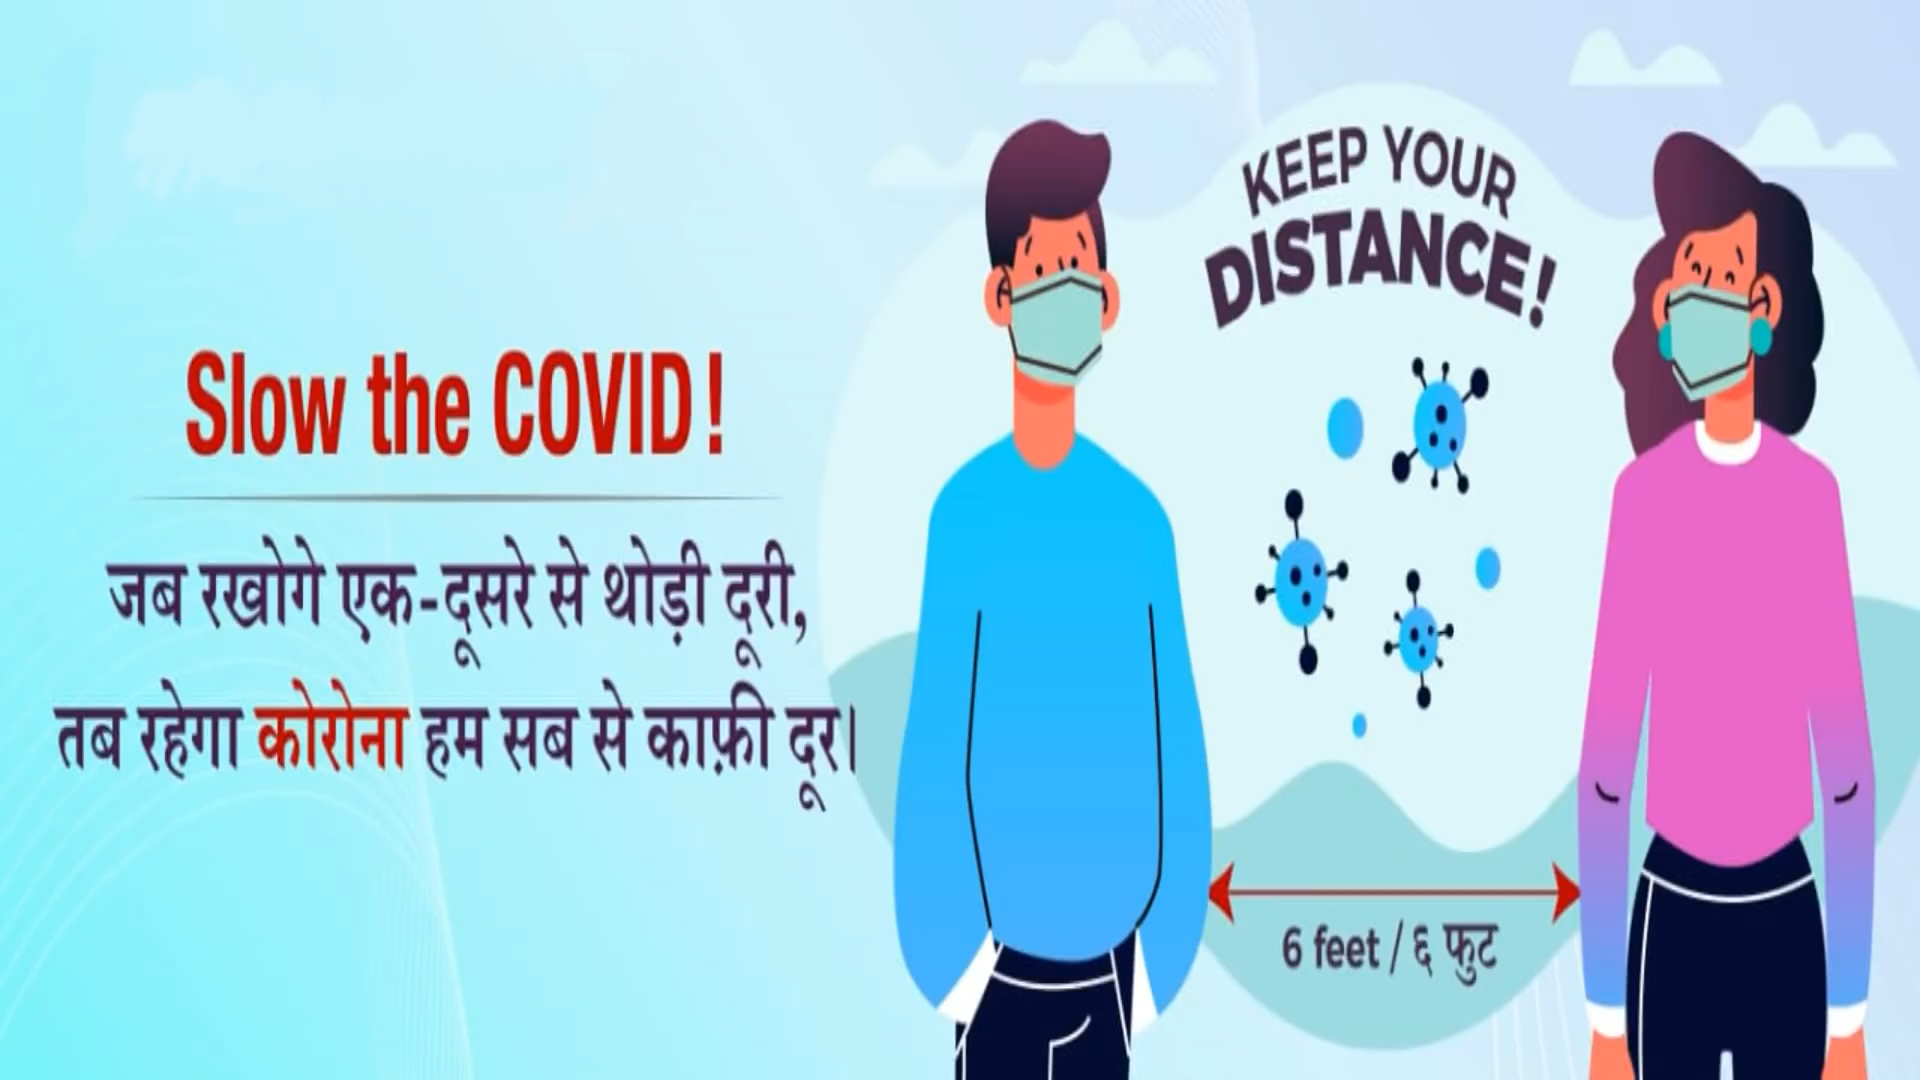 Slow the COVID!
जब रखोगे एक-दूसरे से थोड़ी दूरी,
तब रहेगा कोरोना हम सब से काफ़ी दूर।
KEEP YOUR
DISTANCE!
6 feet / ६ फुट